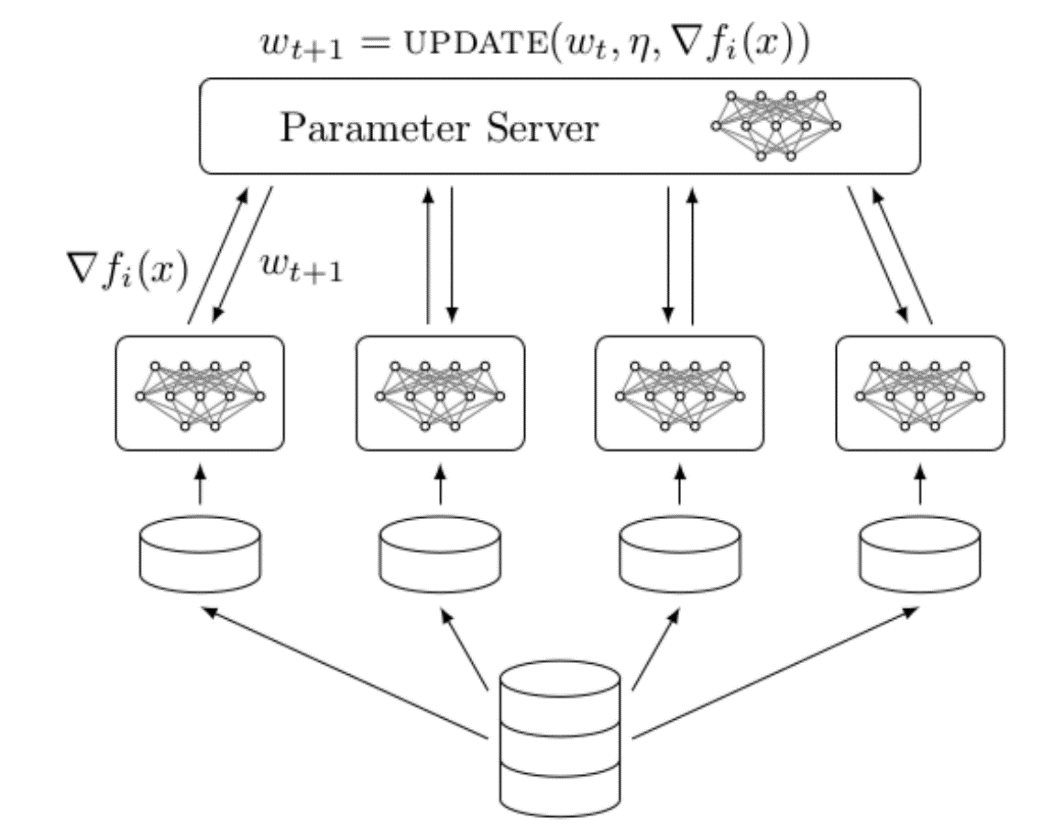 w_{t+1} = UPDATE(w_t, η, ∇f_i(x))
Parameter Server
∇f_i(x)
w_{t+1}